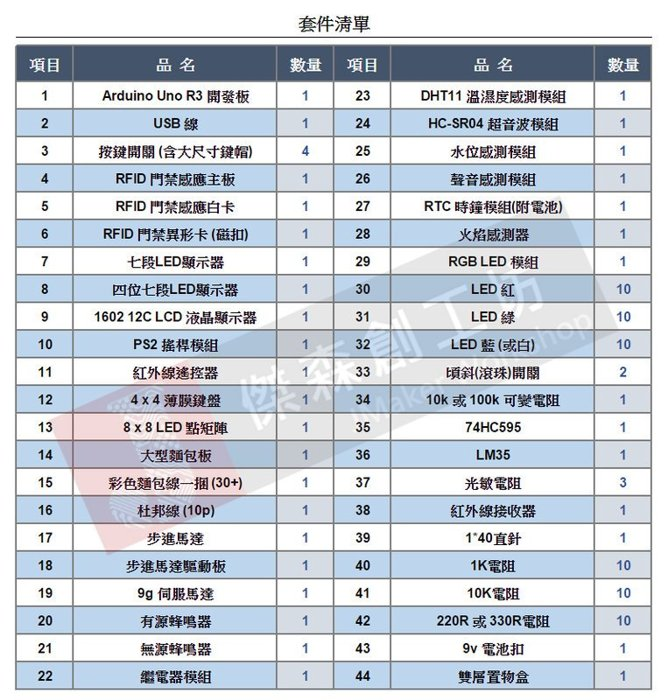 套件清單
項目 品 名 數量 項目 品 名 數量
1 Arduino Uno R3 開發板 1 23 DHT11 溫濕度感測模組 1
2 USB 線 1 24 HC-SR04 超音波模組 1
3 按鍵開關 (含大尺寸鍵帽) 4 25 水位感測模組 1
4 RFID 門禁感應主板 1 26 聲音感測模組 1
5 RFID 門禁感應白卡 1 27 RTC 時鐘模組(附電池) 1
6 RFID 門禁異形卡 (磁扣) 1 28 火焰感測器 1
7 七段LED顯示器 1 29 RGB LED 模組 1
8 四位七段LED顯示器 1 30 LED 紅 10
9 1602 12C LCD 液晶顯示器 1 31 LED 綠 10
10 PS2 搖桿模組 1 32 LED 藍 (或白) 10
11 紅外線遙控器 1 33 頃斜(滾珠)開關 2
12 4 x 4 薄膜鍵盤 1 34 10k 或 100k 可變電阻 1
13 8 x 8 LED 點矩陣 1 35 74HC595 1
14 大型麵包板 1 36 LM35 1
15 彩色麵包線一捆 (30+) 1 37 光敏電阻 3
16 杜邦線 (10p) 1 38 紅外線接收器 1
17 步進馬達 1 39 1*40直針 1
18 步進馬達驅動板 1 40 1K電阻 10
19 9g 伺服馬達 1 41 10K電阻 10
20 有源蜂鳴器 1 42 220R 或 330R電阻 10
21 無源蜂鳴器 1 43 9v 電池扣 1
22 繼電器模組 1 44 雙層置物盒 1
傑森創工坊
iMaker Workshop